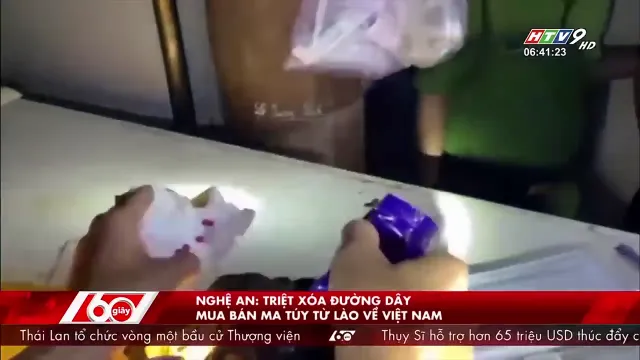 HTV9 HD
06:41:23
60 giây
NGHỆ AN: TRIỆT XÓA ĐƯỜNG DÂY
MUA BÁN MA TÚY TỪ LÀO VỀ VIỆT NAM
Thái Lan tổ chức vòng một bầu cử Thượng viện 60 giây Thụy Sĩ hỗ trợ hơn 65 triệu USD thúc đẩy